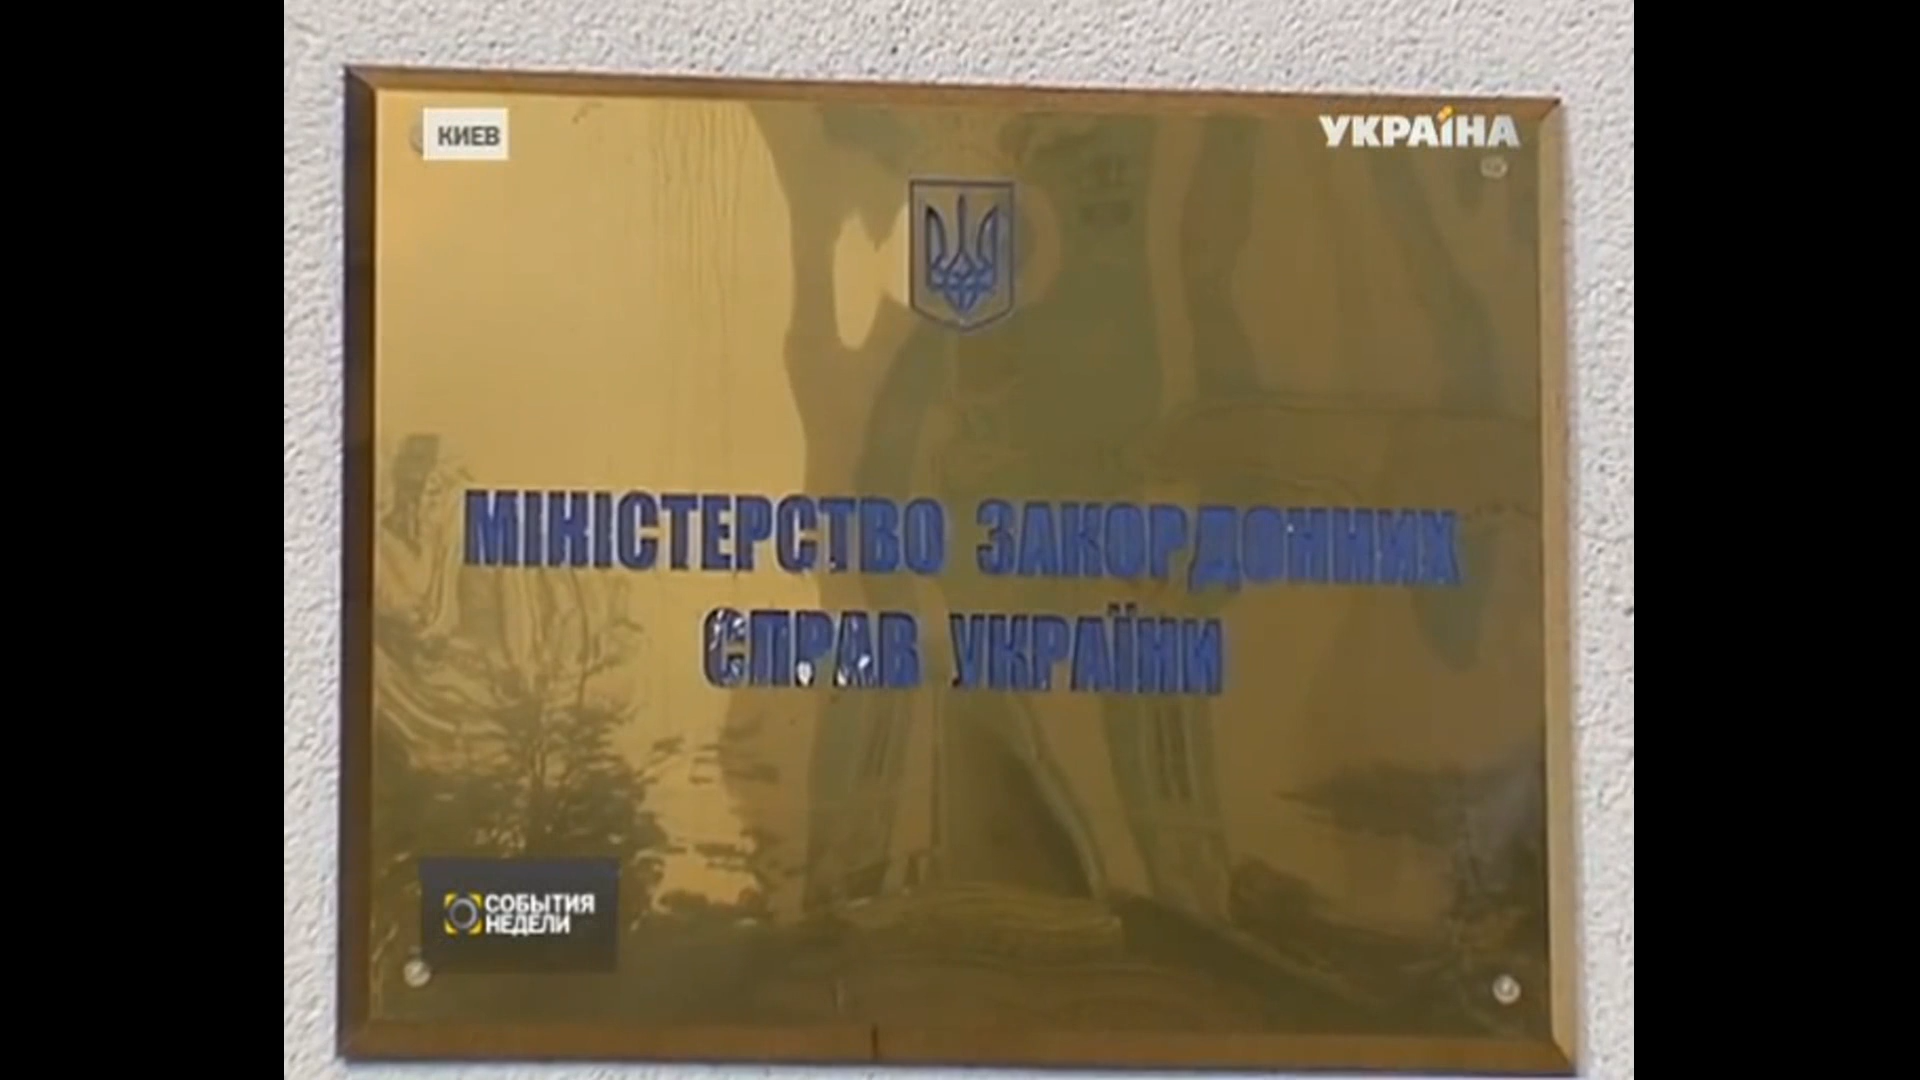 КИЕВ
УКРАЇНА
МІНІСТЕРСТВО ЗАКОРДОННИХ
СПРАВ УКРАЇНИ
СОБЫТИЯ
НЕДЕЛИ